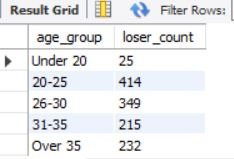 Result Grid Filter Rows:
age_group loser_count
Under 20 25
20-25 414
26-30 349
31-35 215
Over 35 232